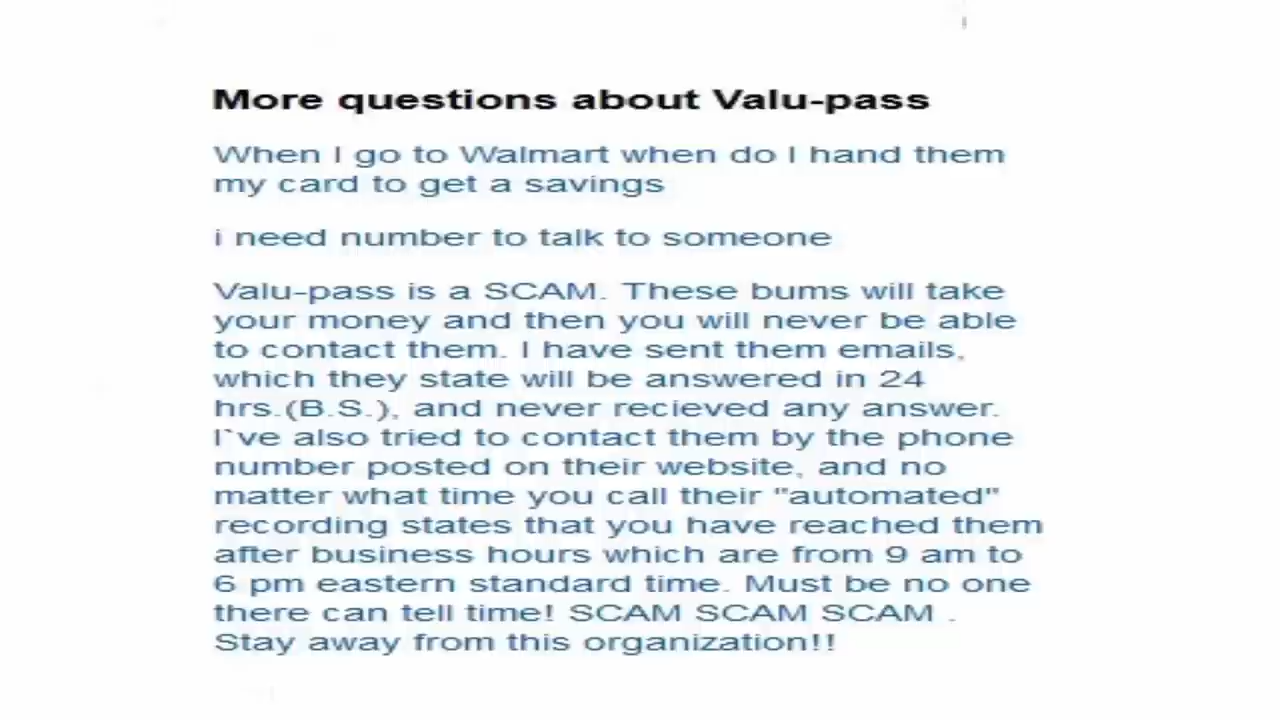 More questions about Valu-pass
When I go to Walmart when do I hand them
my card to get a savings
i need number to talk to someone
Valu-pass is a SCAM. These bums will take
your money and then you will never be able
to contact them. I have sent them emails,
which they state will be answered in 24
hrs.(B.S.), and never recieved any answer.
I`ve also tried to contact them by the phone
number posted on their website, and no
matter what time you call their "automated"
recording states that you have reached them
after business hours which are from 9 am to
6 pm eastern standard time. Must be no one
there can tell time! SCAM SCAM SCAM .
Stay away from this organization!!